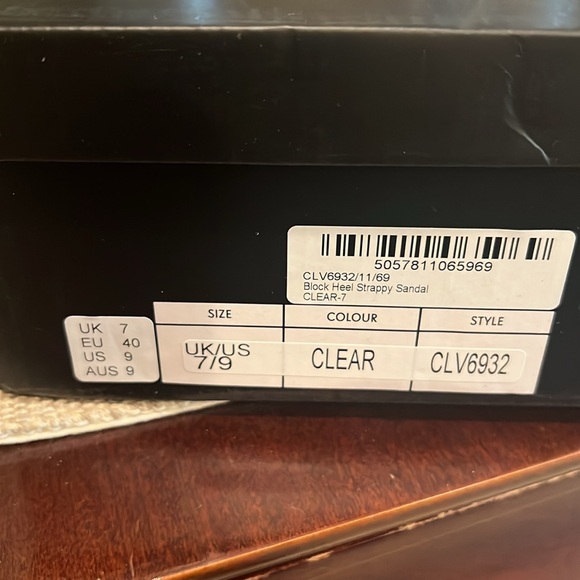 5057811065969
CLV6932/11/69
Block Heel Strappy Sandal
CLEAR-7
SIZE COLOUR STYLE
UK/US CLEAR CLV6932
7/9
UK 7
EU 40
US 9
AUS 9